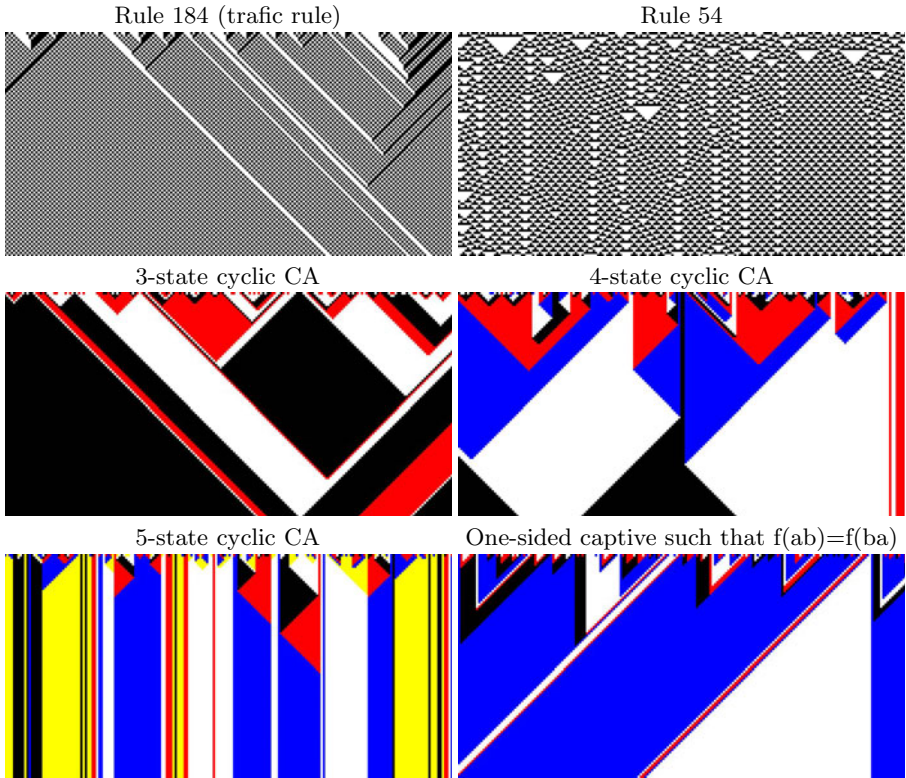 Rule 184 (trafic rule)
Rule 54
3-state cyclic CA
4-state cyclic CA
5-state cyclic CA
One-sided captive such that f(ab)=f(ba)